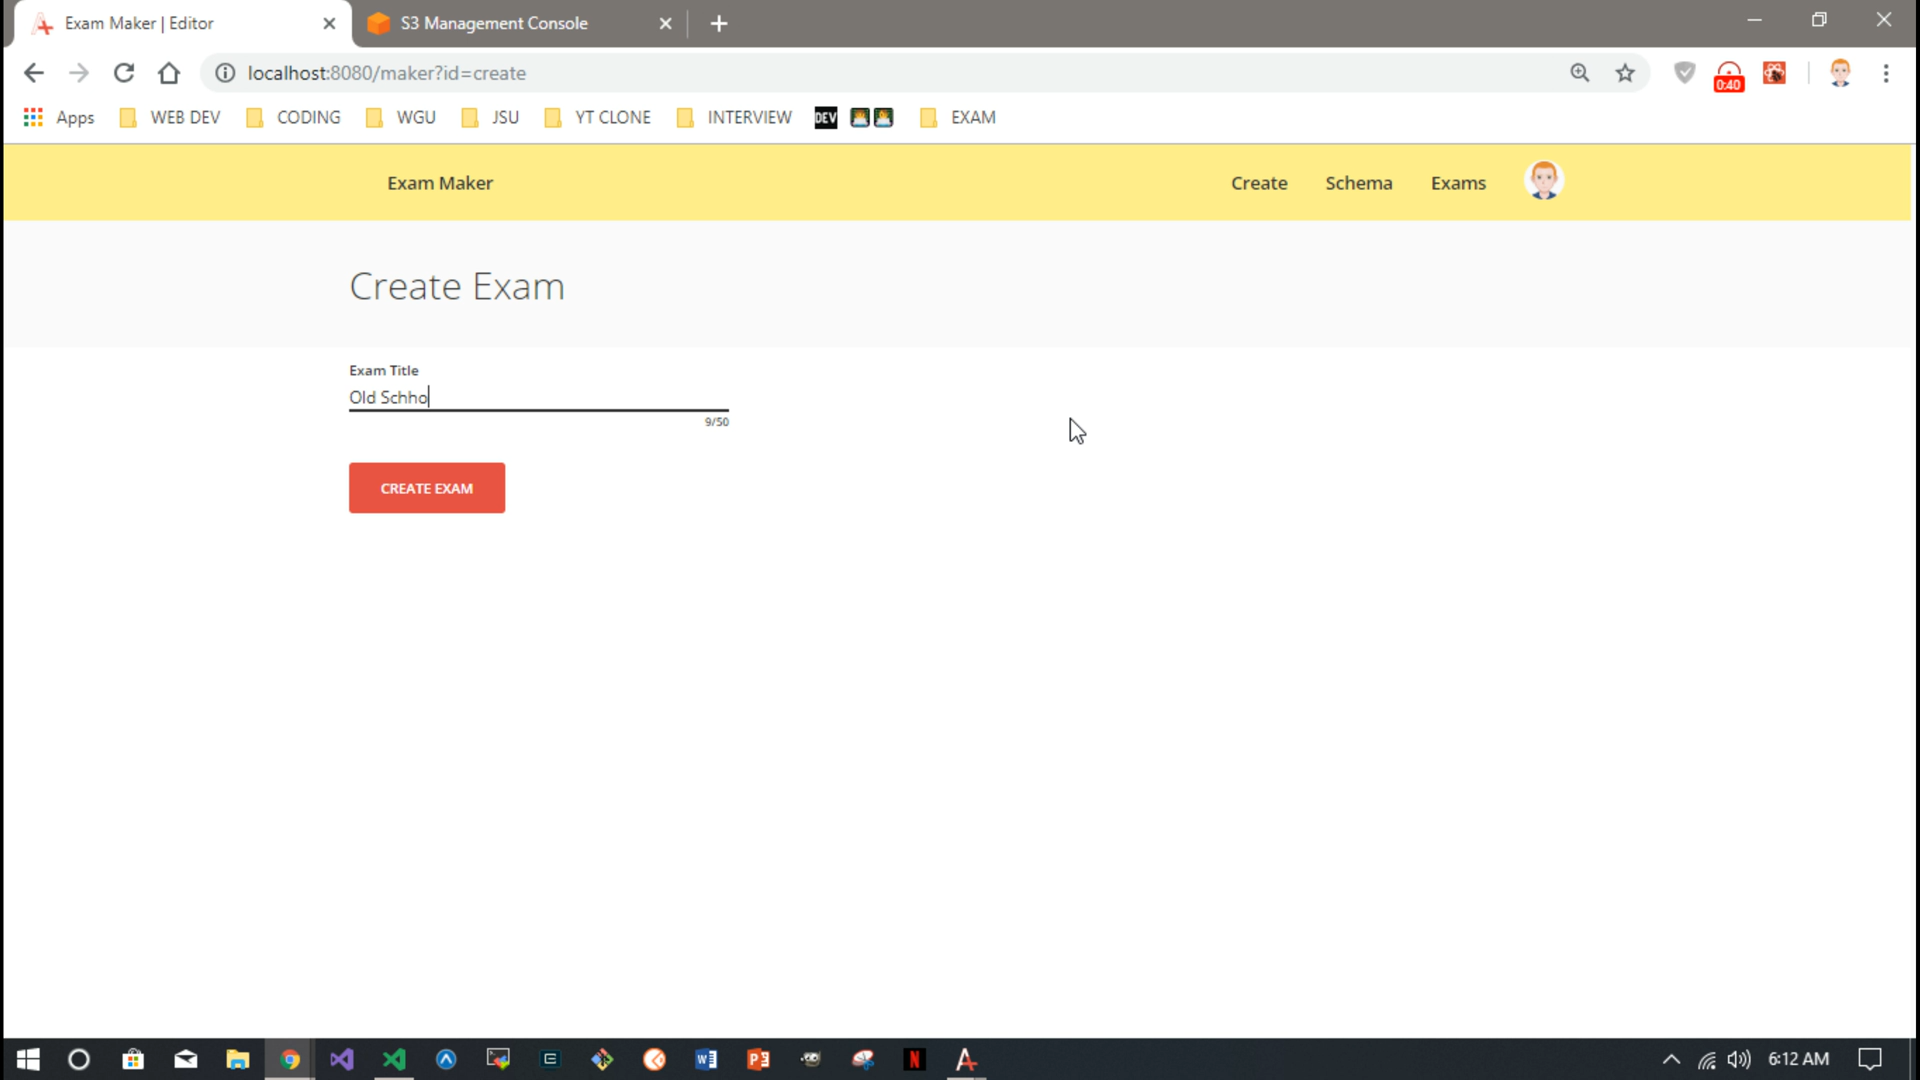 Exam Maker | Editor
S3 Management Console
localhost:8080/maker?id=create
0:40
Apps
WEB DEV
CODING
WGU
JSU
YT CLONE
INTERVIEW
DEV
EXAM
Exam Maker
Create
Schema
Exams
Create Exam
Exam Title
Old Schho
9/50
CREATE EXAM
6:12 AM